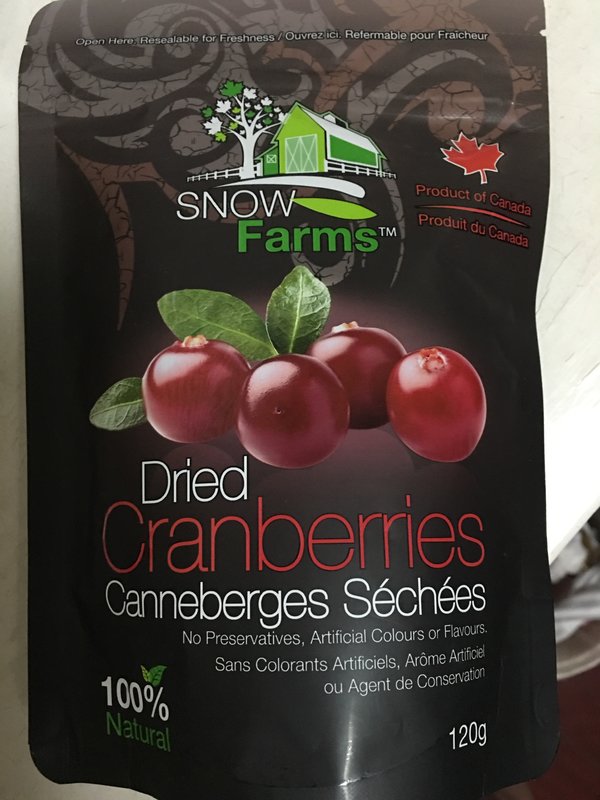 Open Here. Resealable for Freshness / Ouvrez ici. Refermable pour Fraîcheur
SNOW
Farms™
Product of Canada
Produit du Canada
Dried
Cranberries
Canneberges Séchées
No Preservatives, Artificial Colours or Flavours.
Sans Colorants Artificiels, Arôme Artificiel
ou Agent de Conservation
100%
Natural
120g